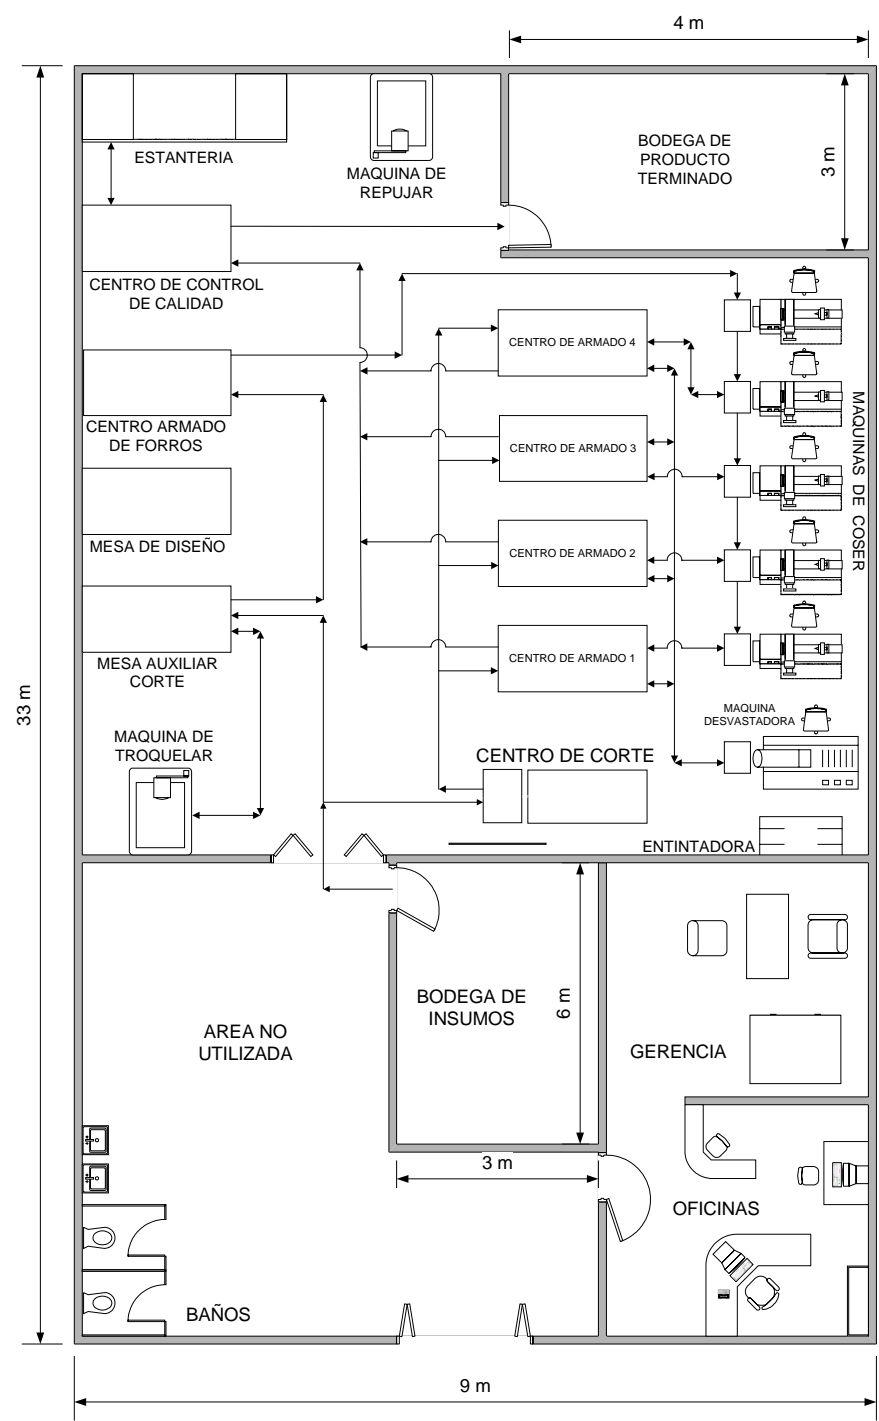 4 m
ESTANTERIA
MAQUINA DE
REPUJAR
BODEGA DE
PRODUCTO
TERMINADO
3 m
CENTRO DE CONTROL
DE CALIDAD
CENTRO DE ARMADO 4
CENTRO ARMADO
DE FORROS
CENTRO DE ARMADO 3
MAQUINAS DE COSER
MESA DE DISEÑO
CENTRO DE ARMADO 2
MESA AUXILIAR
CORTE
CENTRO DE ARMADO 1
33 m
MAQUINA
DESVASTADORA
MAQUINA DE
TROQUELAR
CENTRO DE CORTE
ENTINTADORA
BODEGA DE
INSUMOS
6 m
AREA NO
UTILIZADA
GERENCIA
3 m
OFICINAS
BAÑOS
9 m